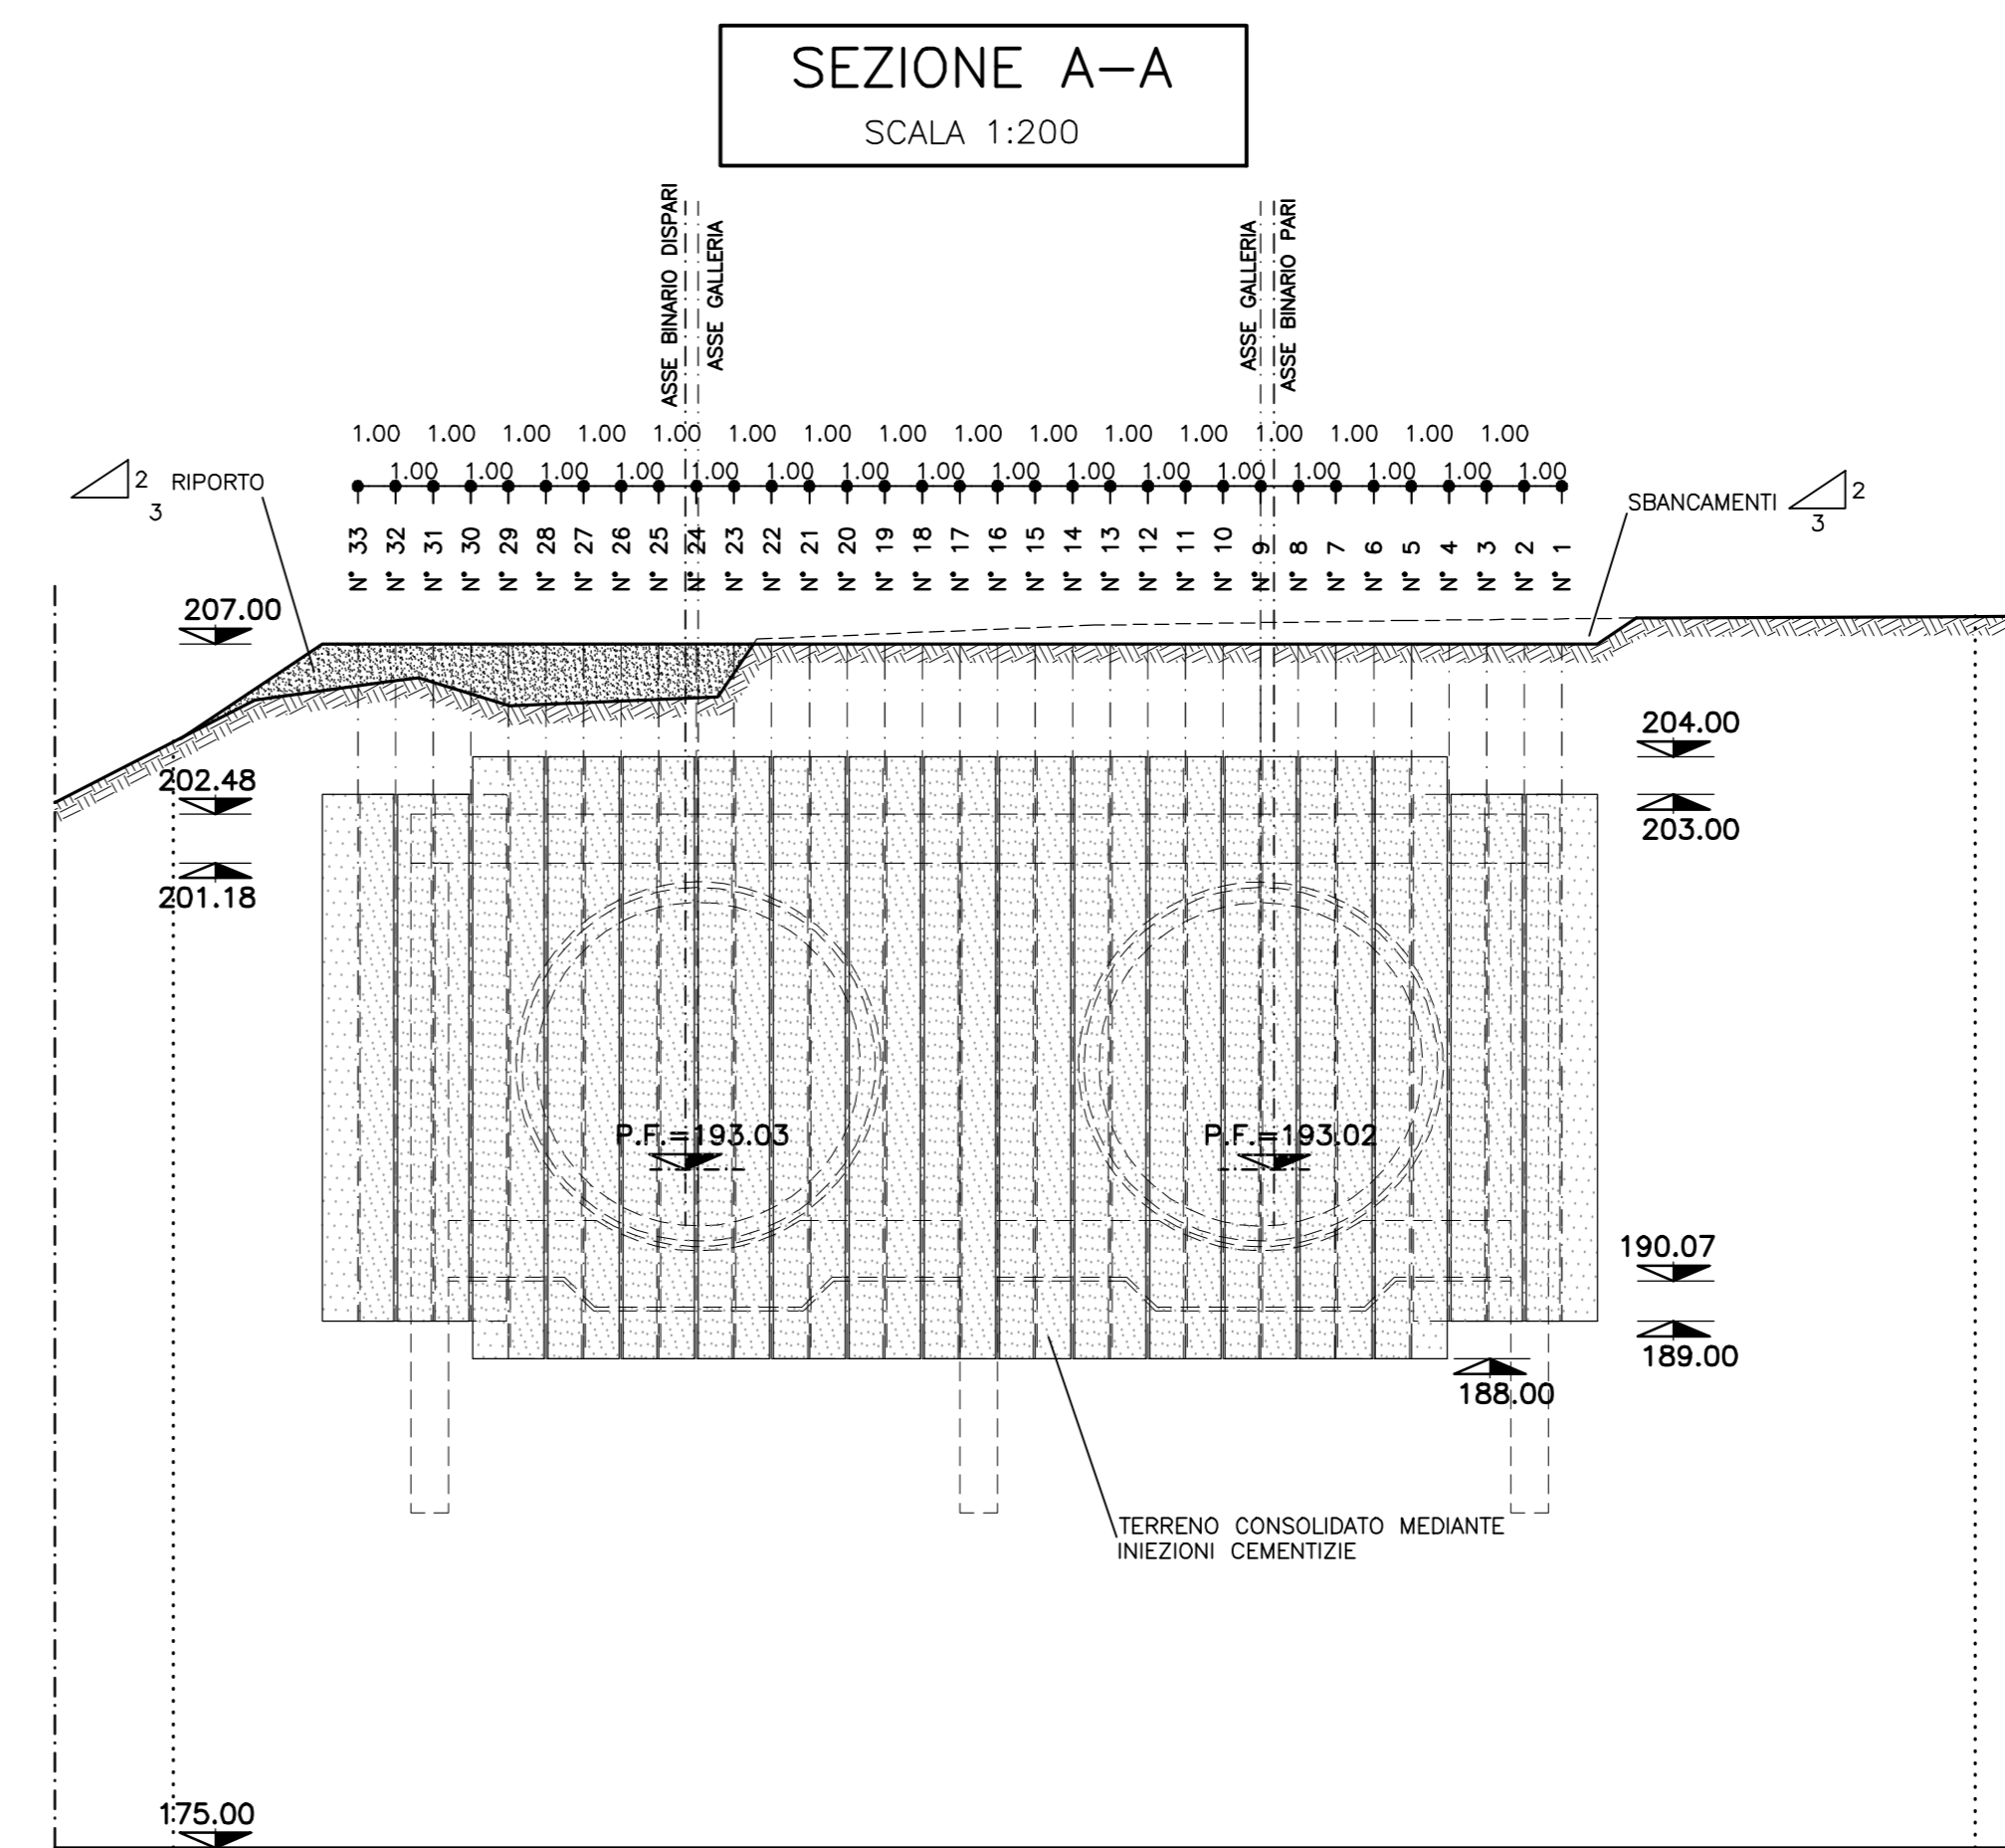 SEZIONE A-A
SCALA 1:200
ASSE BINARIO DISPARI
ASSE GALLERIA
ASSE GALLERIA
ASSE BINARIO PARI
1.00 1.00 1.00 1.00 1.00 1.00 1.00 1.00 1.00 1.00 1.00 1.00 1.00 1.00 1.00 1.00
1.00 1.00 1.00 1.00 1.00 1.00 1.00 1.00 1.00 1.00 1.00 1.00 1.00 1.00 1.00 1.00
2
3
RIPORTO
SBANCAMENTI
2
3
N° 33
N° 32
N° 31
N° 30
N° 29
N° 28
N° 27
N° 26
N° 25
N° 24
N° 23
N° 22
N° 21
N° 20
N° 19
N° 18
N° 17
N° 16
N° 15
N° 14
N° 13
N° 12
N° 11
N° 10
N° 9
N° 8
N° 7
N° 6
N° 5
N° 4
N° 3
N° 2
N° 1
207.00
204.00
202.48
203.00
201.18
P.F.=193.03
P.F.=193.02
190.07
189.00
188.00
TERRENO CONSOLIDATO MEDIANTE
INIEZIONI CEMENTIZIE
175.00